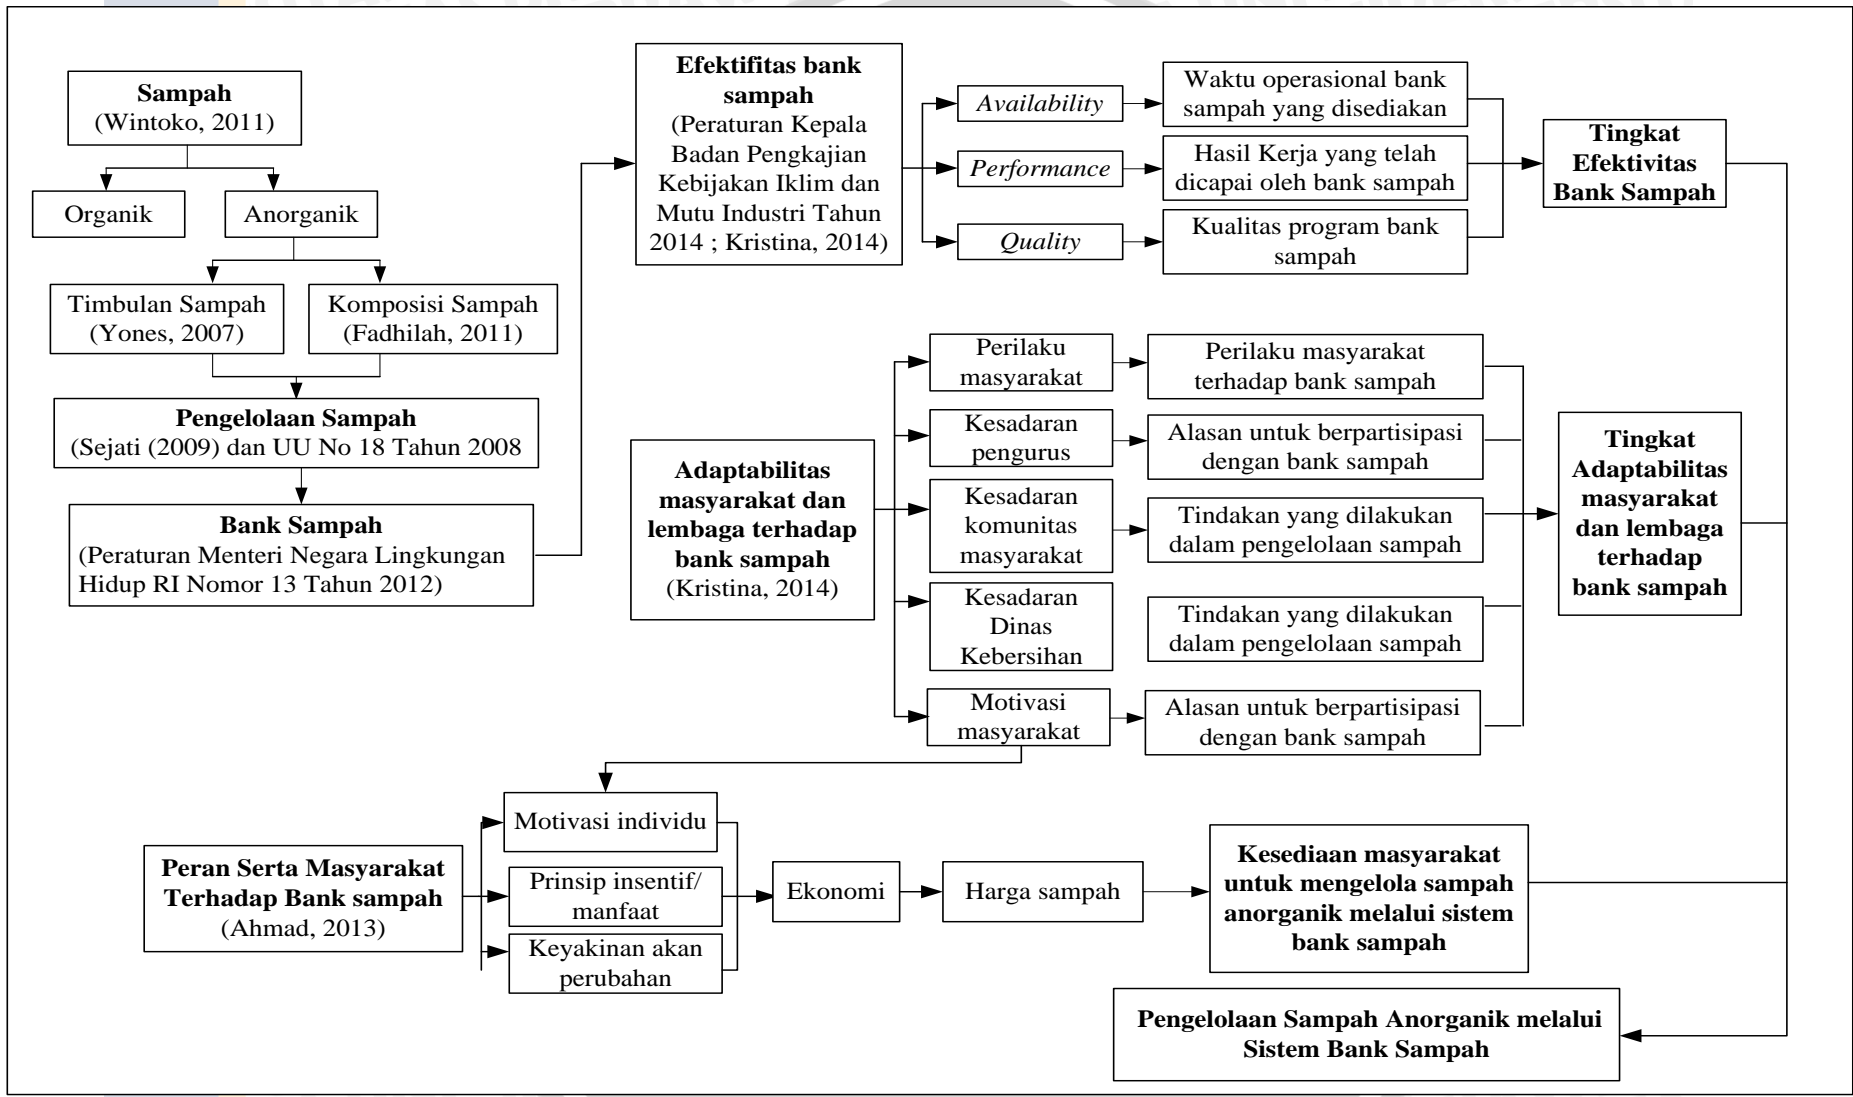 Sampah
(Wintoko, 2011)
Organik
Anorganik
Timbulan Sampah
(Yones, 2007)
Komposisi Sampah
(Fadhilah, 2011)
Pengelolaan Sampah
(Sejati (2009) dan UU No 18 Tahun 2008
Bank Sampah
(Peraturan Menteri Negara Lingkungan
Hidup RI Nomor 13 Tahun 2012)
Efektifitas bank
sampah
(Peraturan Kepala
Badan Pengkajian
Kebijakan Iklim dan
Mutu Industri Tahun
2014 ; Kristina, 2014)
Availability
Waktu operasional bank
sampah yang disediakan
Performance
Hasil Kerja yang telah
dicapai oleh bank sampah
Quality
Kualitas program bank
sampah
Tingkat
Efektivitas
Bank Sampah
Adaptabilitas
masyarakat dan
lembaga terhadap
bank sampah
(Kristina, 2014)
Perilaku
masyarakat
Perilaku masyarakat
terhadap bank sampah
Kesadaran
pengurus
Alasan untuk berpartisipasi
dengan bank sampah
Kesadaran
komunitas
masyarakat
Tindakan yang dilakukan
dalam pengelolaan sampah
Kesadaran
Dinas
Kebersihan
Tindakan yang dilakukan
dalam pengelolaan sampah
Motivasi
masyarakat
Alasan untuk berpartisipasi
dengan bank sampah
Tingkat
Adaptabilitas
masyarakat
dan lembaga
terhadap
bank sampah
Peran Serta Masyarakat
Terhadap Bank sampah
(Ahmad, 2013)
Motivasi individu
Prinsip insentif/
manfaat
Keyakinan akan
perubahan
Ekonomi
Harga sampah
Kesediaan masyarakat
untuk mengelola sampah
anorganik melalui sistem
bank sampah
Pengelolaan Sampah Anorganik melalui
Sistem Bank Sampah